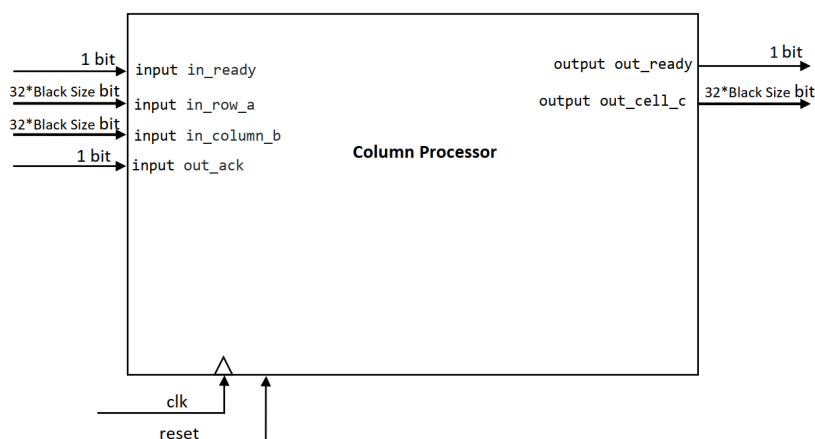 1 bit
input in_ready
32*Black Size bit
input in_row_a
32*Black Size bit
input in_column_b
1 bit
input out_ack
Column Processor
output out_ready
1 bit
output out_cell_c
32*Black Size bit
clk
reset